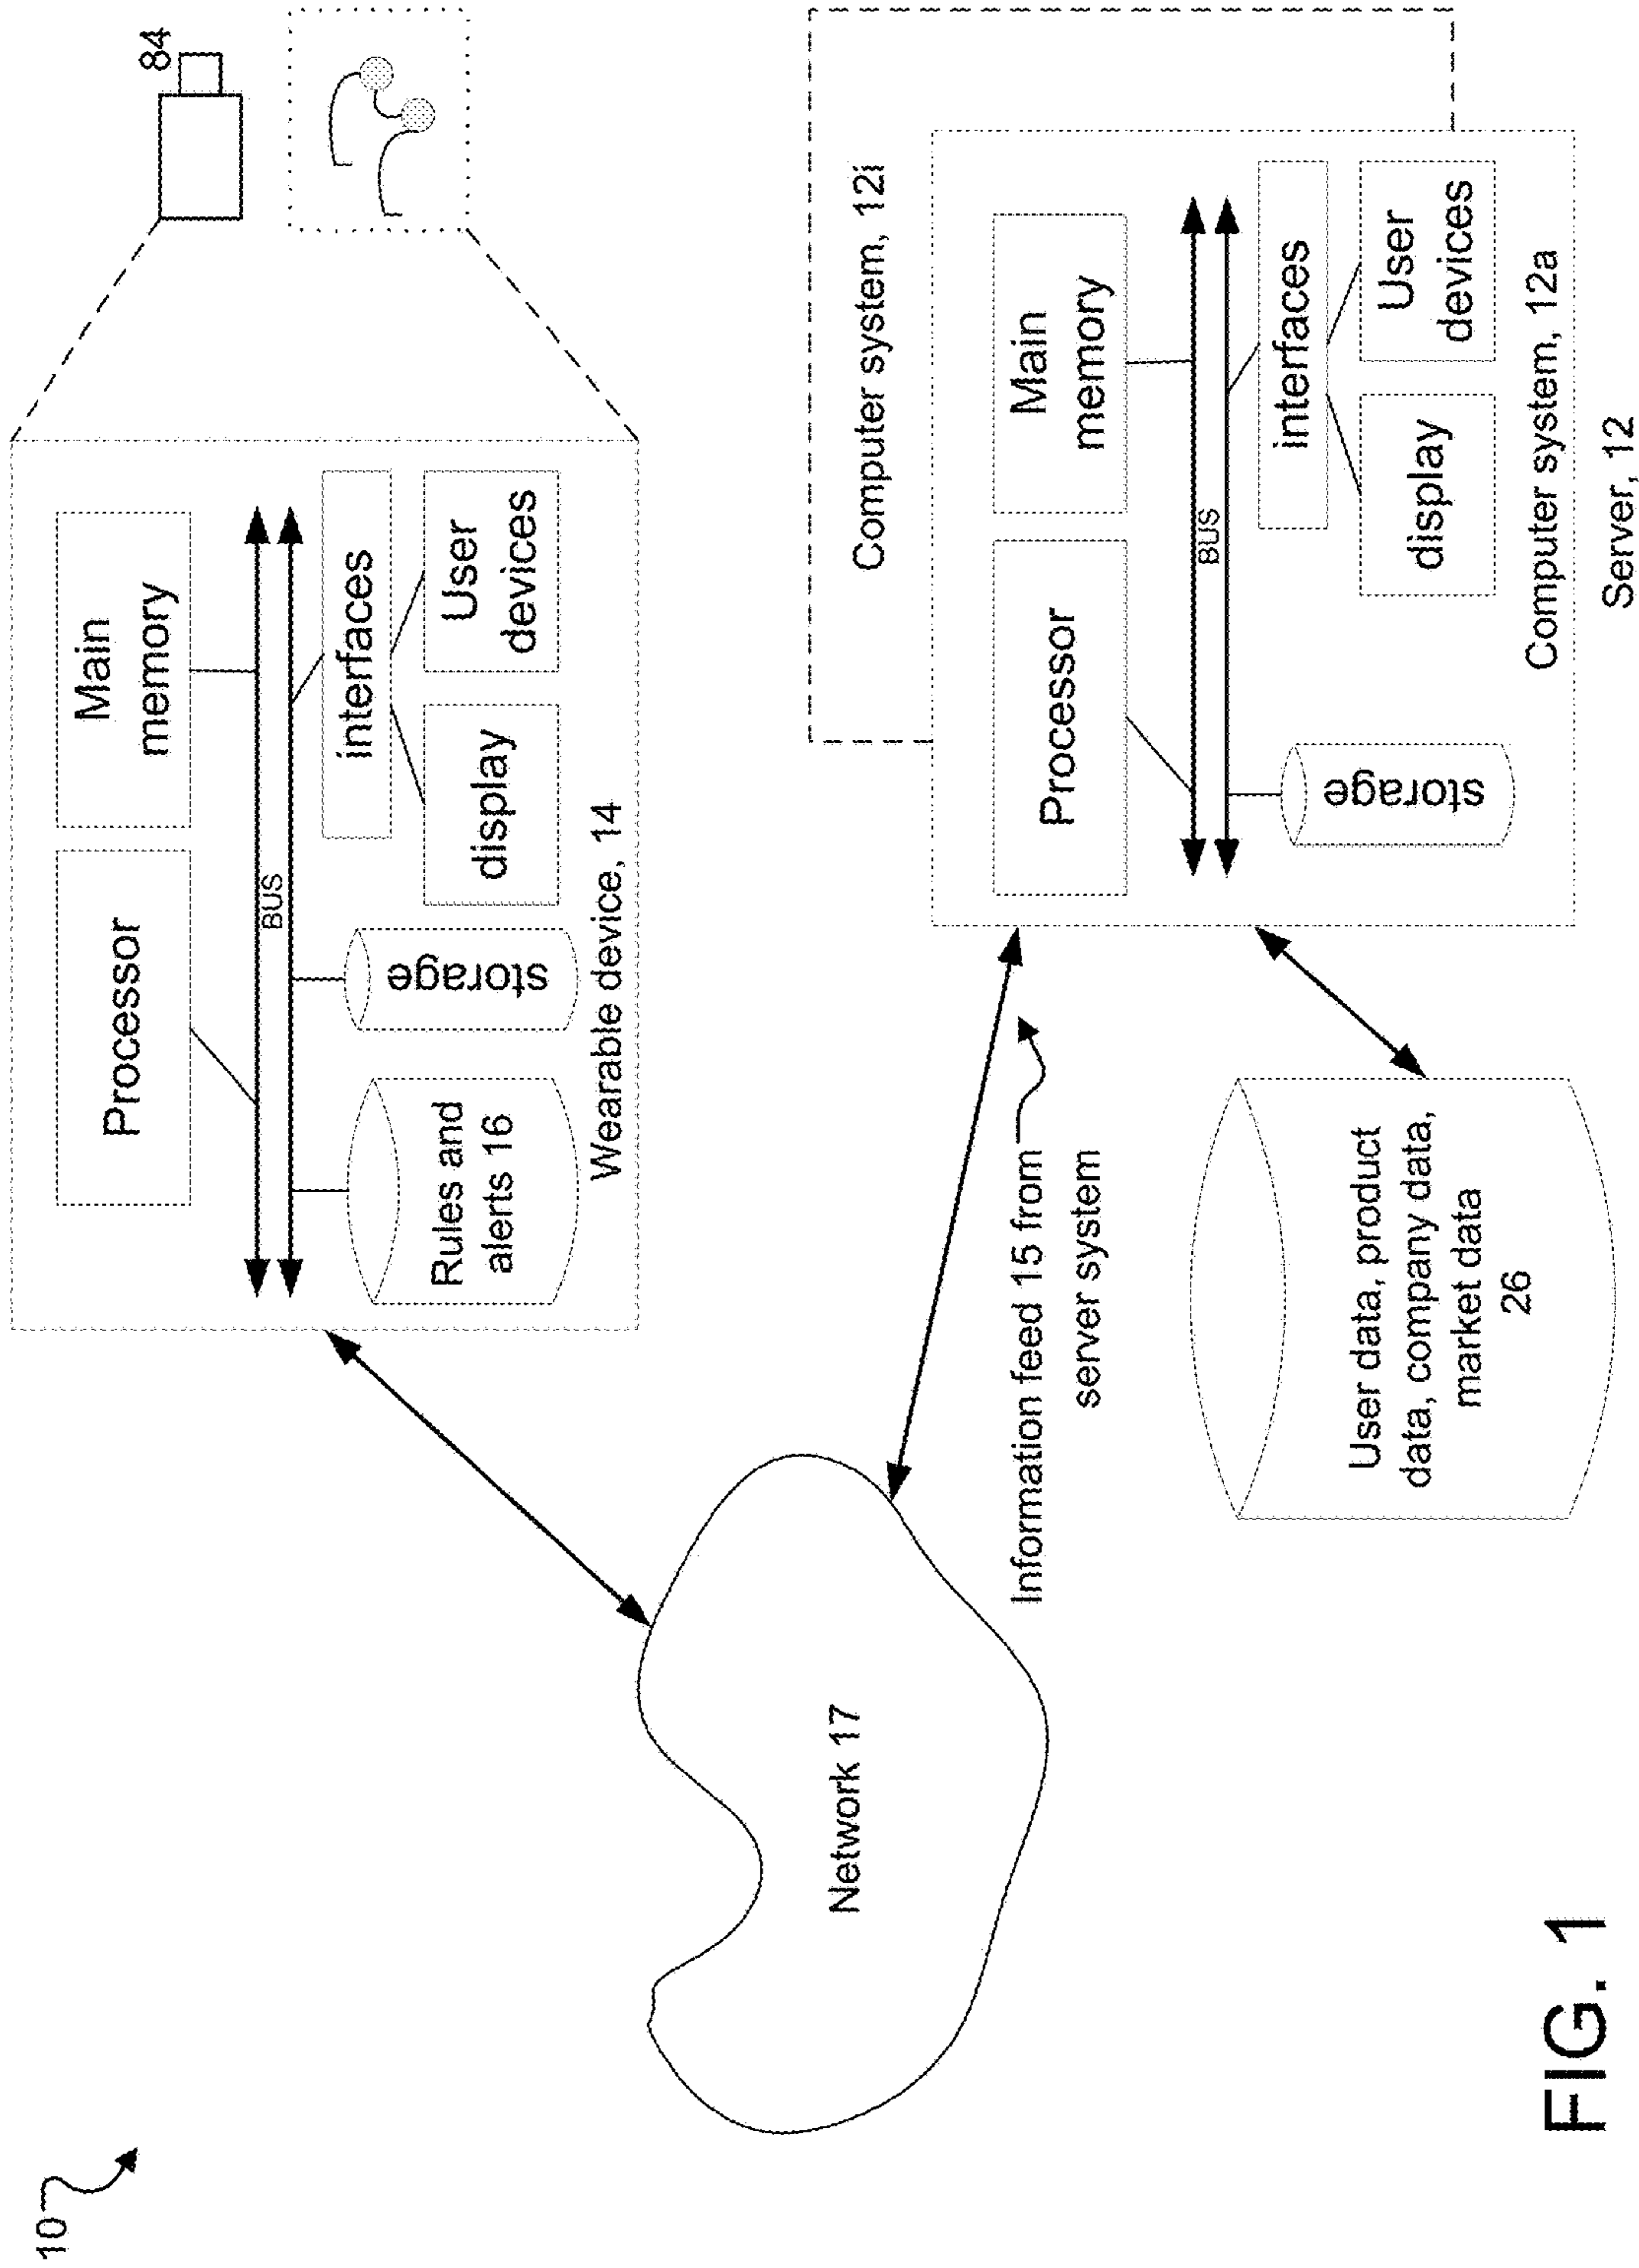 10
84
Processor
Main
memory
BUS
Rules and
alerts 16
storage
interfaces
display
User
devices
Wearable device, 14
Network 17
Information feed 15 from
server system
Computer system, 12i
Processor
Main
memory
BUS
storage
interfaces
display
User
devices
Computer system, 12a
Server, 12
User data, product
data, company data,
market data
26
FIG. 1